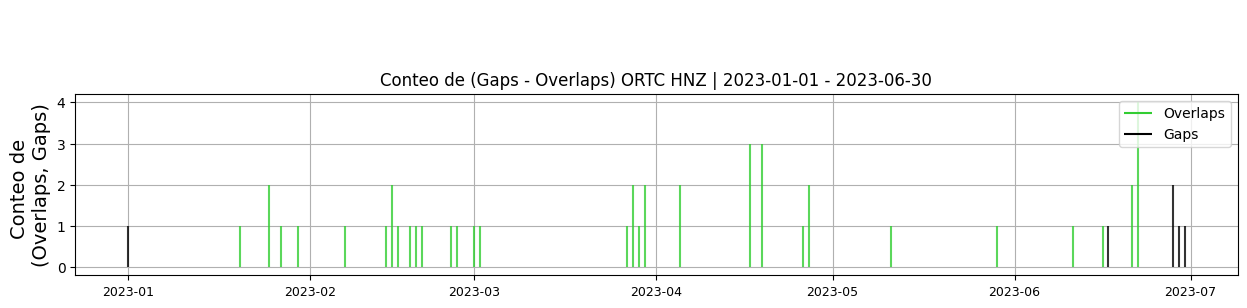 Conteo de (Gaps - Overlaps) ORTC HNZ | 2023-01-01 - 2023-06-30
Conteo de
(Overlaps, Gaps)
4
3
2
1
0
Overlaps
Gaps
2023-01
2023-02
2023-03
2023-04
2023-05
2023-06
2023-07